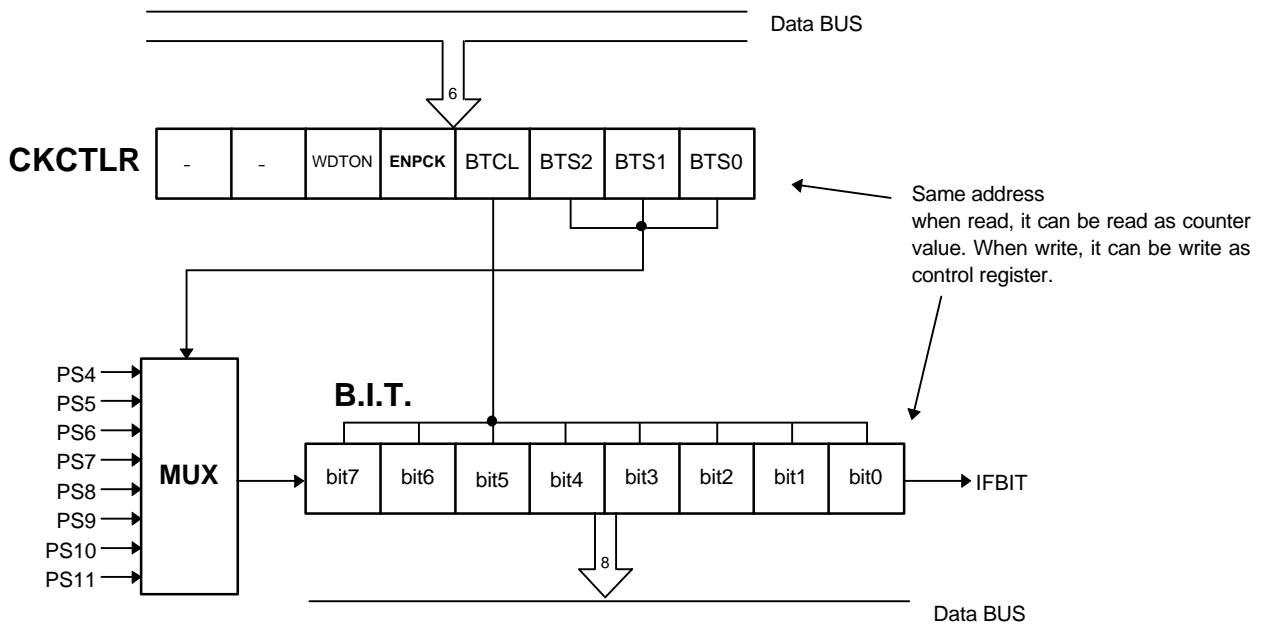 Data BUS
6
CKCTLR
- - WDTON ENPCK BTCL BTS2 BTS1 BTS0
Same address
when read, it can be read as counter
value. When write, it can be write as
control register.
PS4
PS5
PS6
PS7
PS8
PS9
PS10
PS11
MUX
B.I.T.
bit7 bit6 bit5 bit4 bit3 bit2 bit1 bit0
IFBIT
8
Data BUS